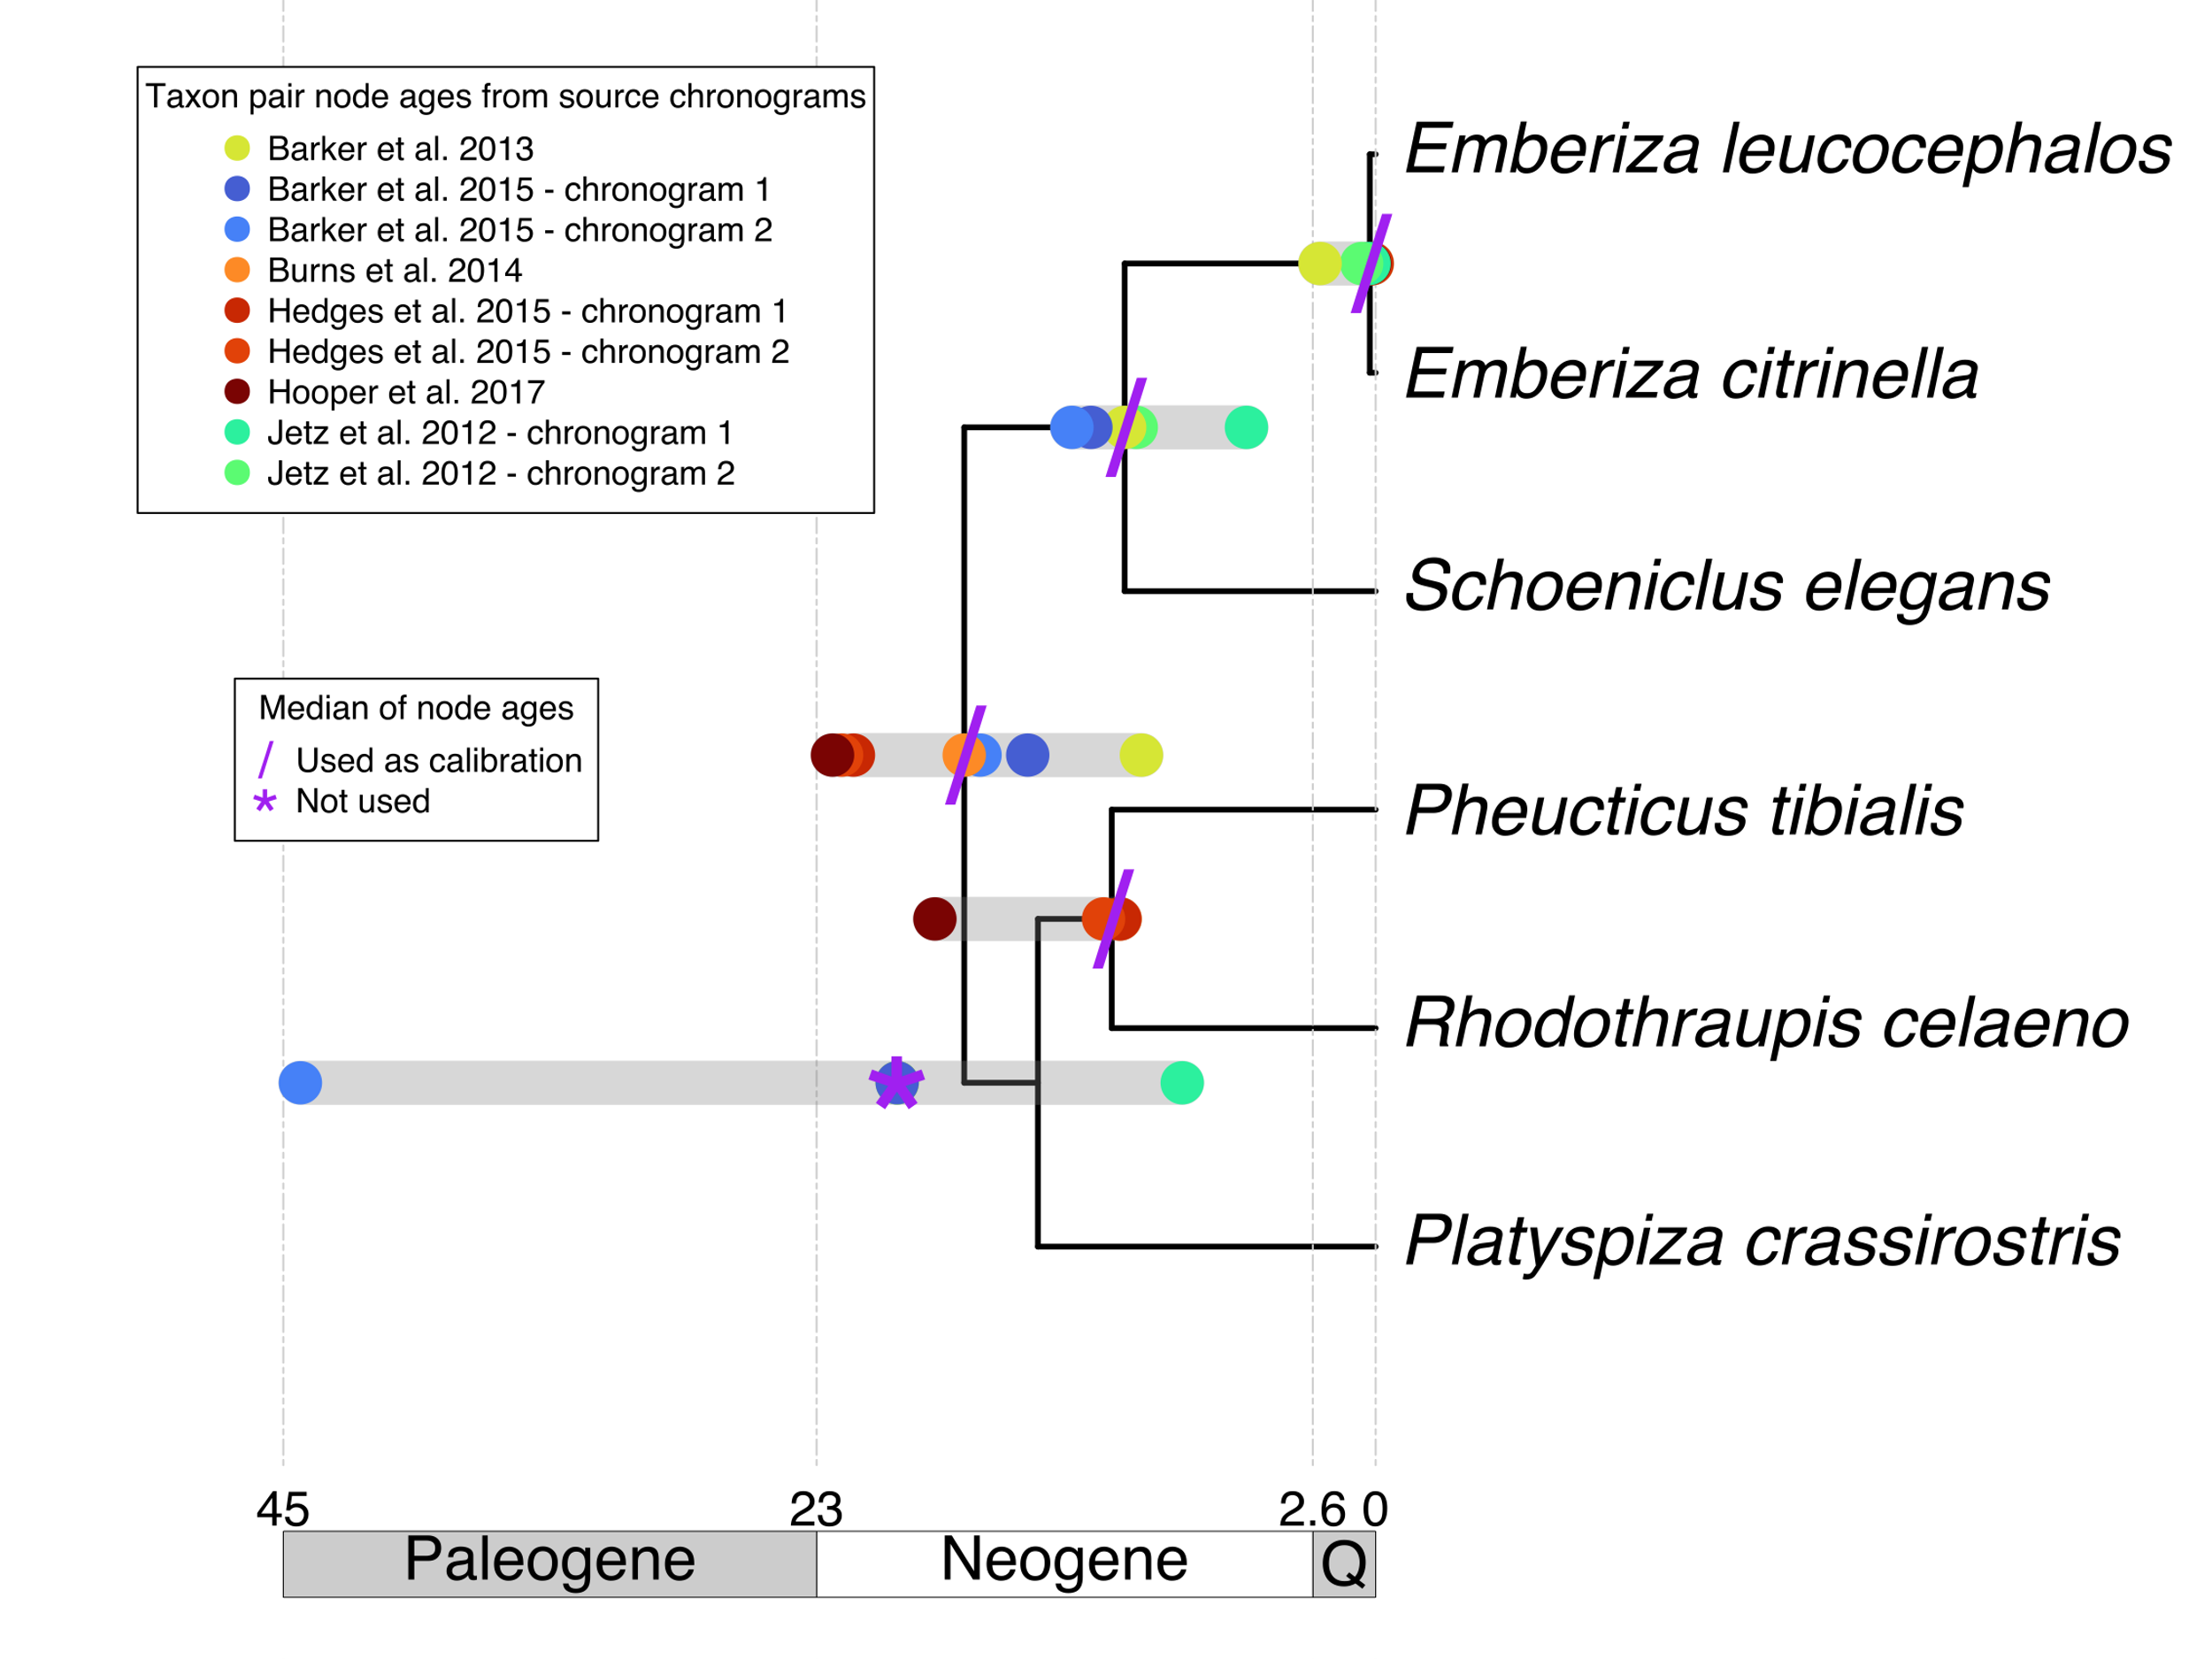 Taxon pair node ages from source chronograms
Barker et al. 2013
Barker et al. 2015 - chronogram 1
Barker et al. 2015 - chronogram 2
Burns et al. 2014
Hedges et al. 2015 - chronogram 1
Hedges et al. 2015 - chronogram 2
Hooper et al. 2017
Jetz et al. 2012 - chronogram 1
Jetz et al. 2012 - chronogram 2
Median of node ages
/ Used as calibration
* Not used
Emberiza leucocephalos
Emberiza citrinella
Schoeniclus elegans
Pheucticus tibialis
Rhodothraupis celaeno
Platyspiza crassirostris
45 23 2.6 0
Paleogene Neogene Q